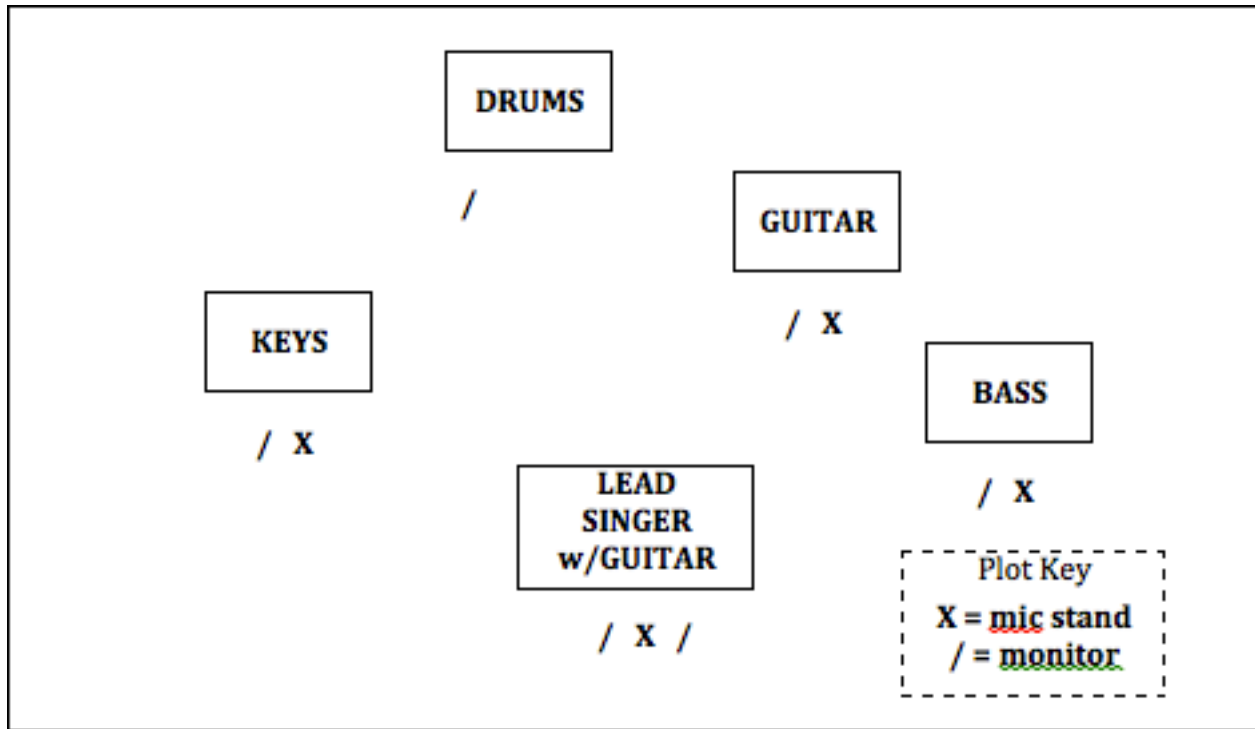 DRUMS
/
GUITAR
/ X
KEYS
/ X
BASS
/ X
LEAD
SINGER
w/GUITAR
/ X /
Plot Key
X = mic stand
/ = monitor